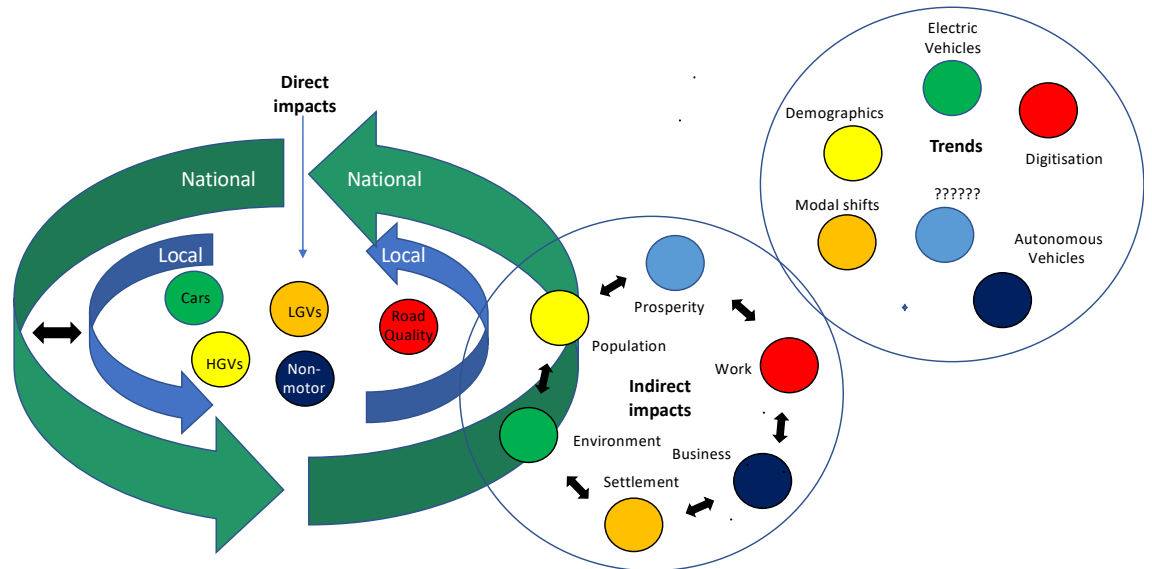 Direct
impacts
National
National
Local
Local
Cars
LGVs
Road
Quality
HGVs
Non-
motor
Prosperity
Population
Work
Indirect
impacts
Environment
Business
Settlement
Electric
Vehicles
Demographics
Trends
Digitisation
Modal shifts
??????
Autonomous
Vehicles